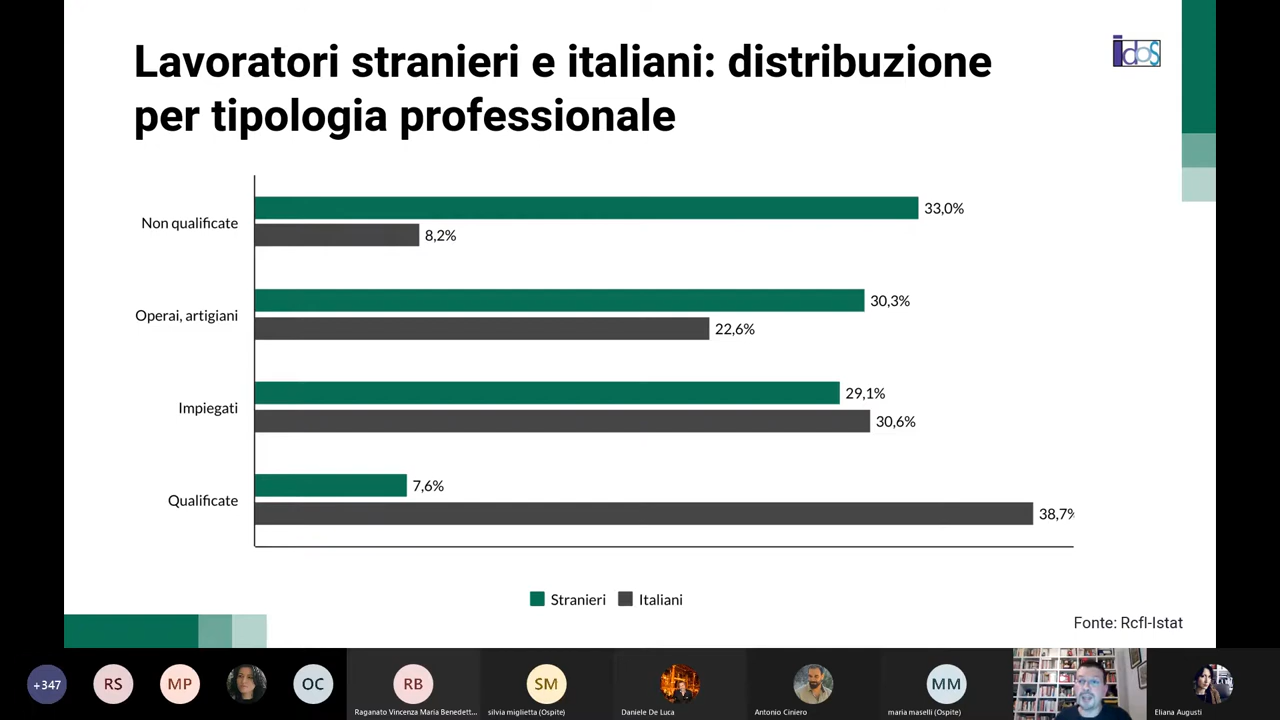 Lavoratori stranieri e italiani: distribuzione
per tipologia professionale
idos
Non qualificate
33,0%
8,2%
Operai, artigiani
30,3%
22,6%
Impiegati
29,1%
30,6%
Qualificate
7,6%
38,7%
Stranieri
Italiani
Fonte: Rcfl-Istat
+347
RS
MP
OC
RB
SM
MM
Raganato Vincenza Maria Benedett...
silvia miglietta (Ospite)
Daniele De Luca
Antonio Ciniero
maria maselli (Ospite)
Eliana Augusti